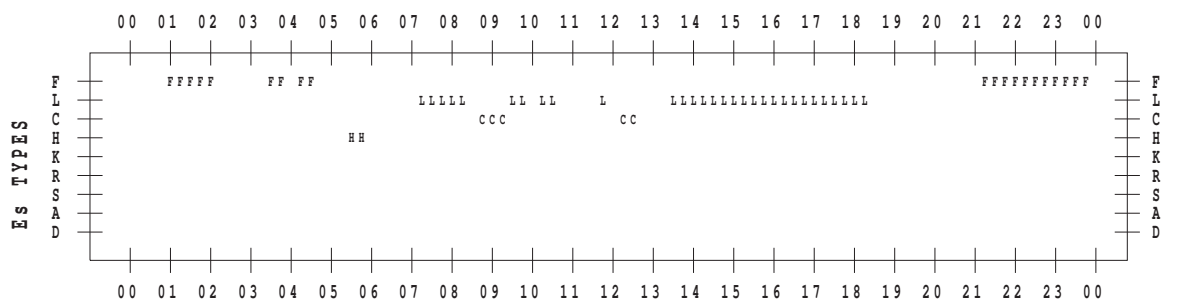 00 01 02 03 04 05 06 07 08 09 10 11 12 13 14 15 16 17 18 19 20 21 22 23 00
Es TYPES
F FFFFF FF FF FFFFFFFFFFF F
L LLLLL LL LL L LLLLLLLLLLLLLLLLLLLL L
C CCC CC C
H HH H
K K
R R
S S
A A
D D
00 01 02 03 04 05 06 07 08 09 10 11 12 13 14 15 16 17 18 19 20 21 22 23 00